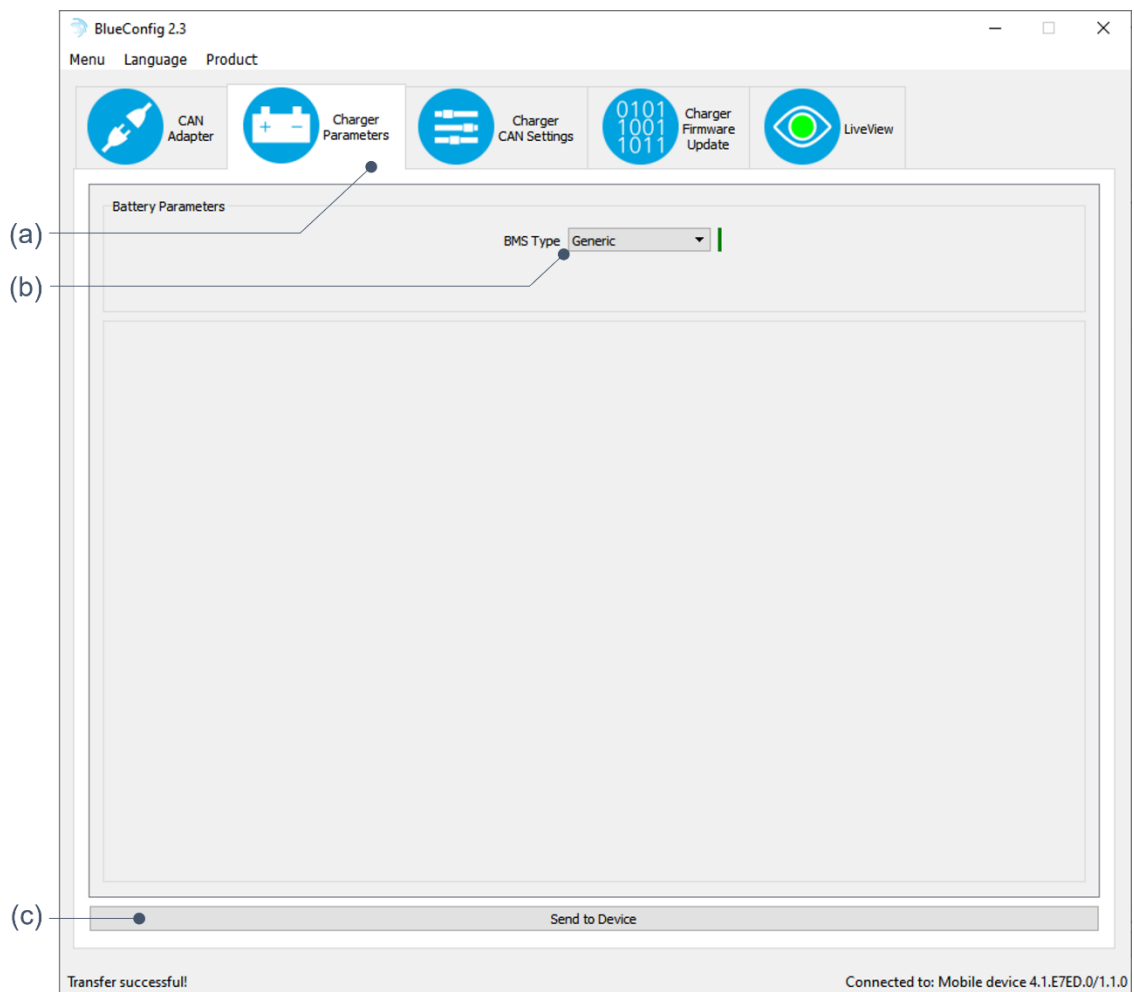 BlueConfig 2.3
Menu Language Product
CAN
Adapter
+ -
Charger
Parameters
Charger
CAN Settings
0101
1001
1011
Charger
Firmware
Update
LiveView
Battery Parameters
(a)
BMS Type Generic
(b)
(c)
Send to Device
Transfer successful!
Connected to: Mobile device 4.1.E7ED.0/1.1.0